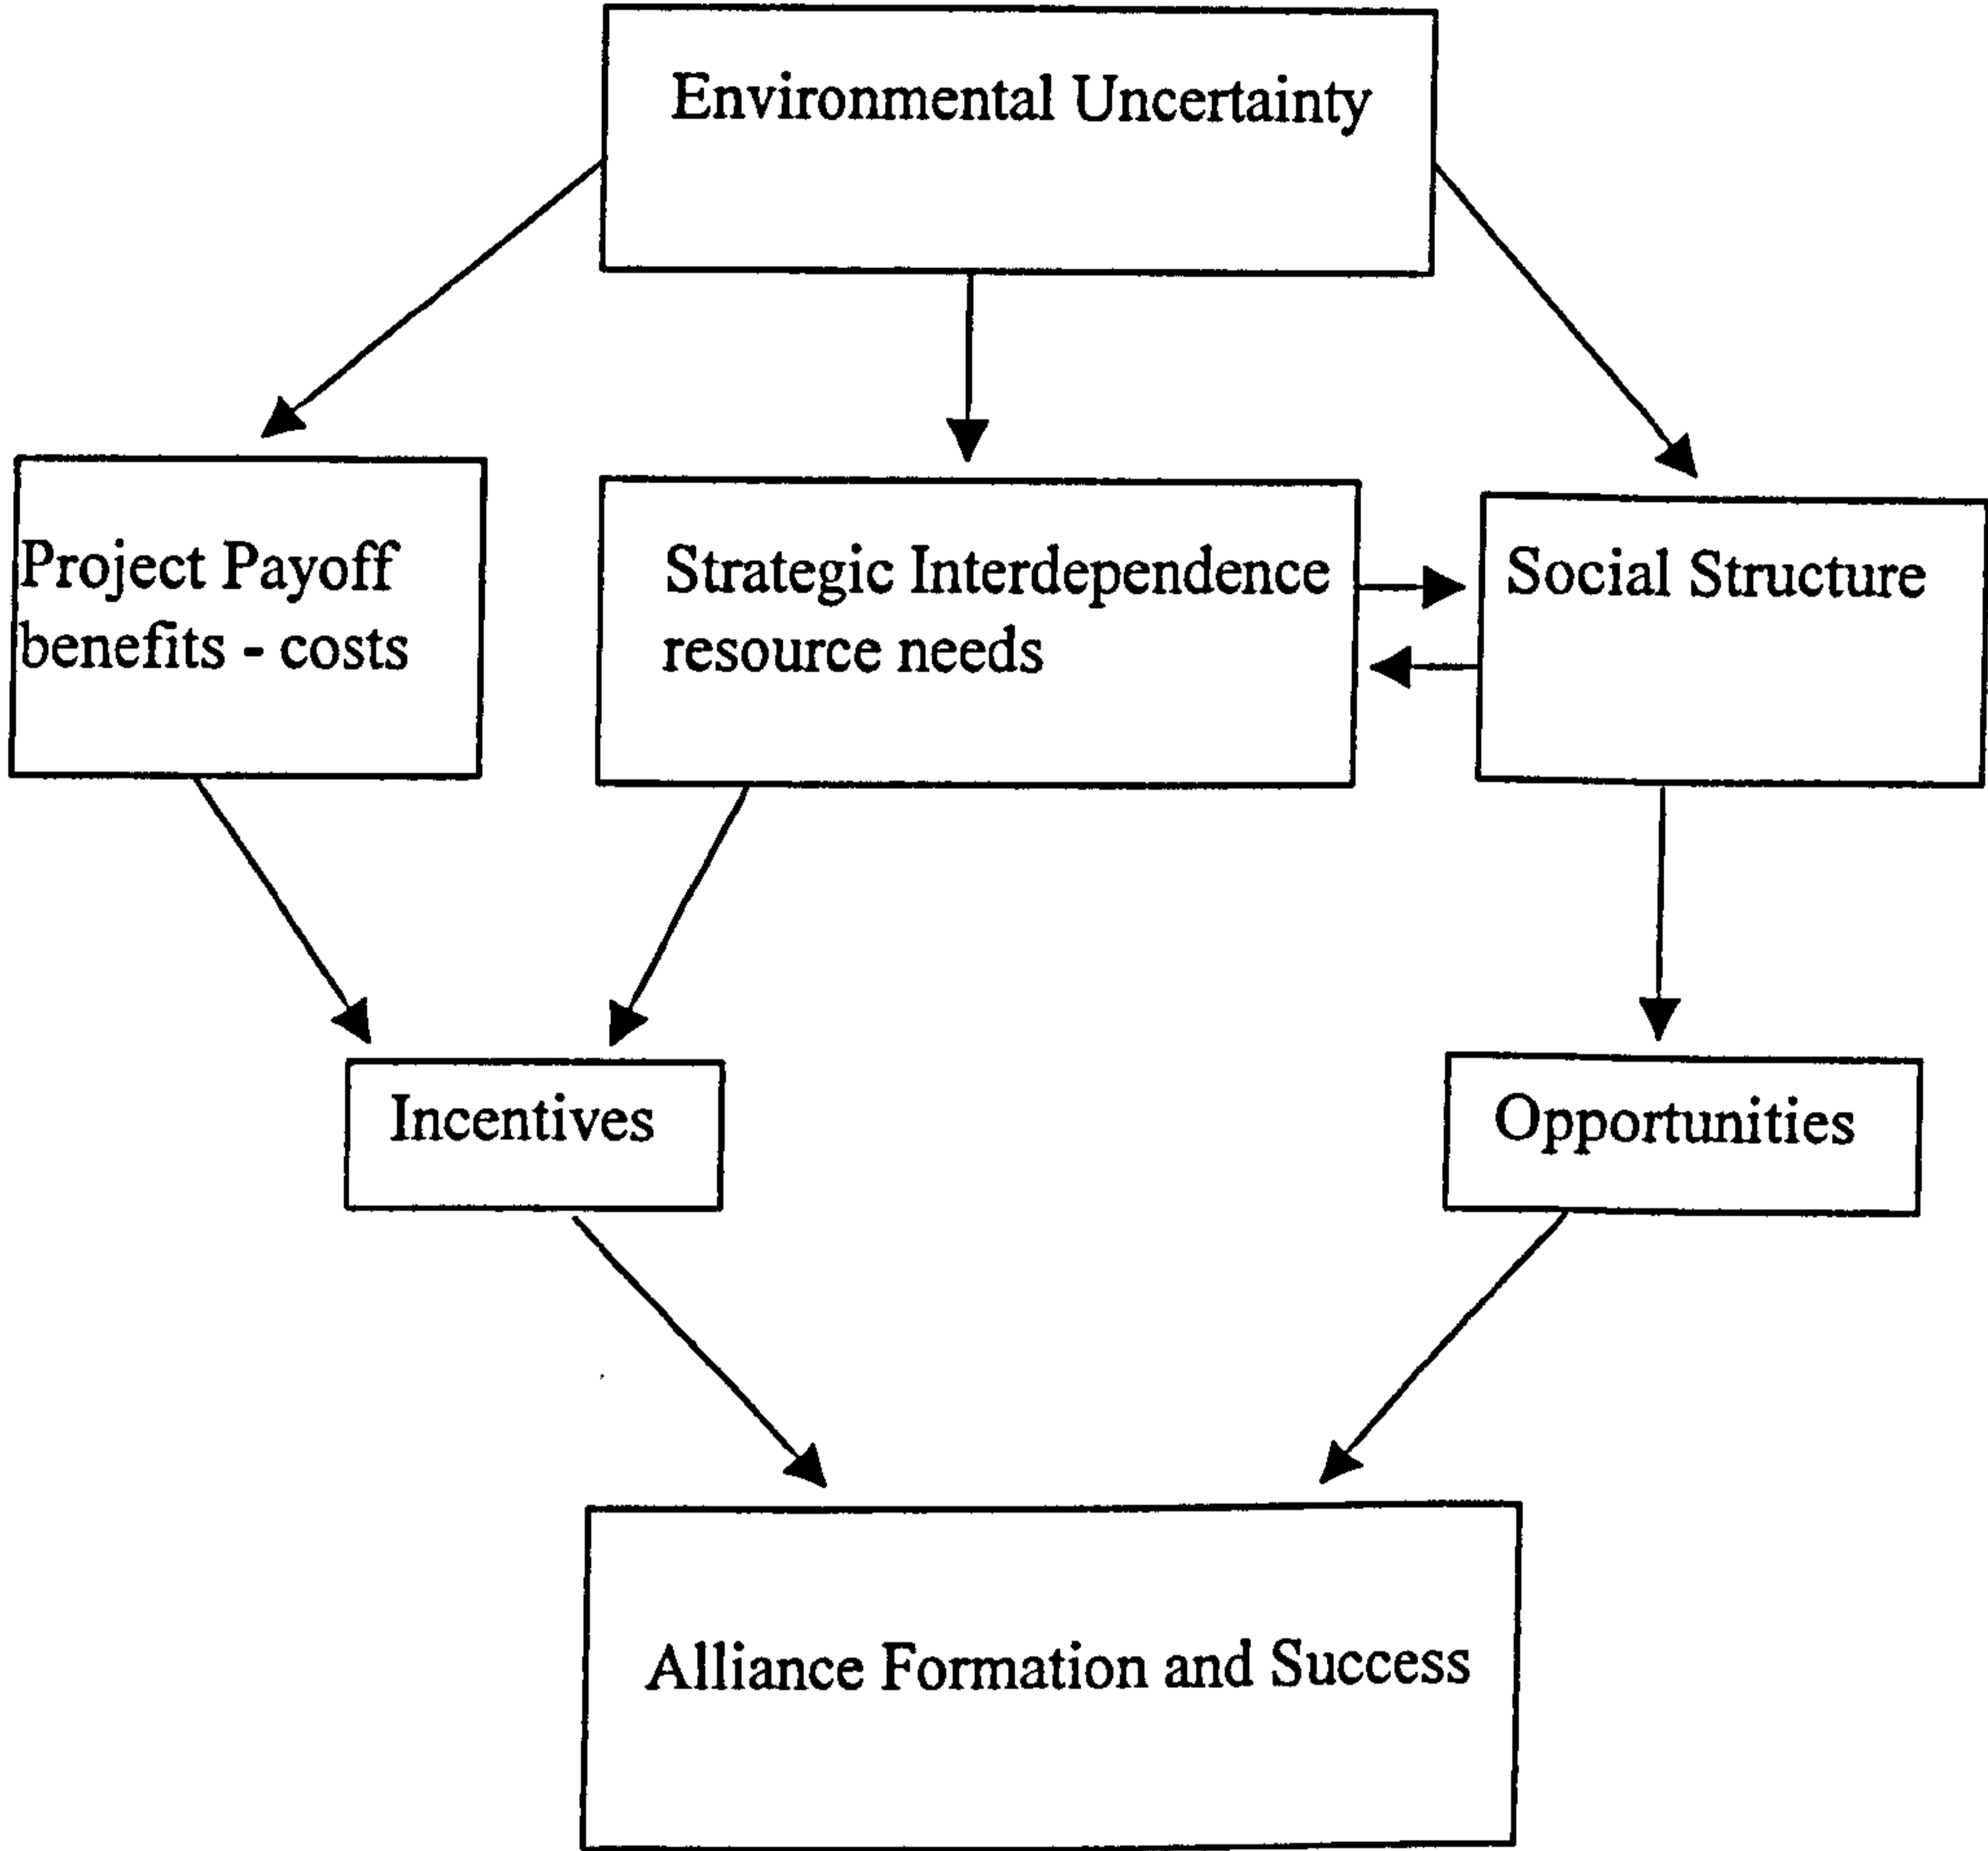 Environmental Uncertainty
Project Payoff
benefits - costs
Strategic Interdependence
resource needs
Social Structure
Incentives
Opportunities
Alliance Formation and Success